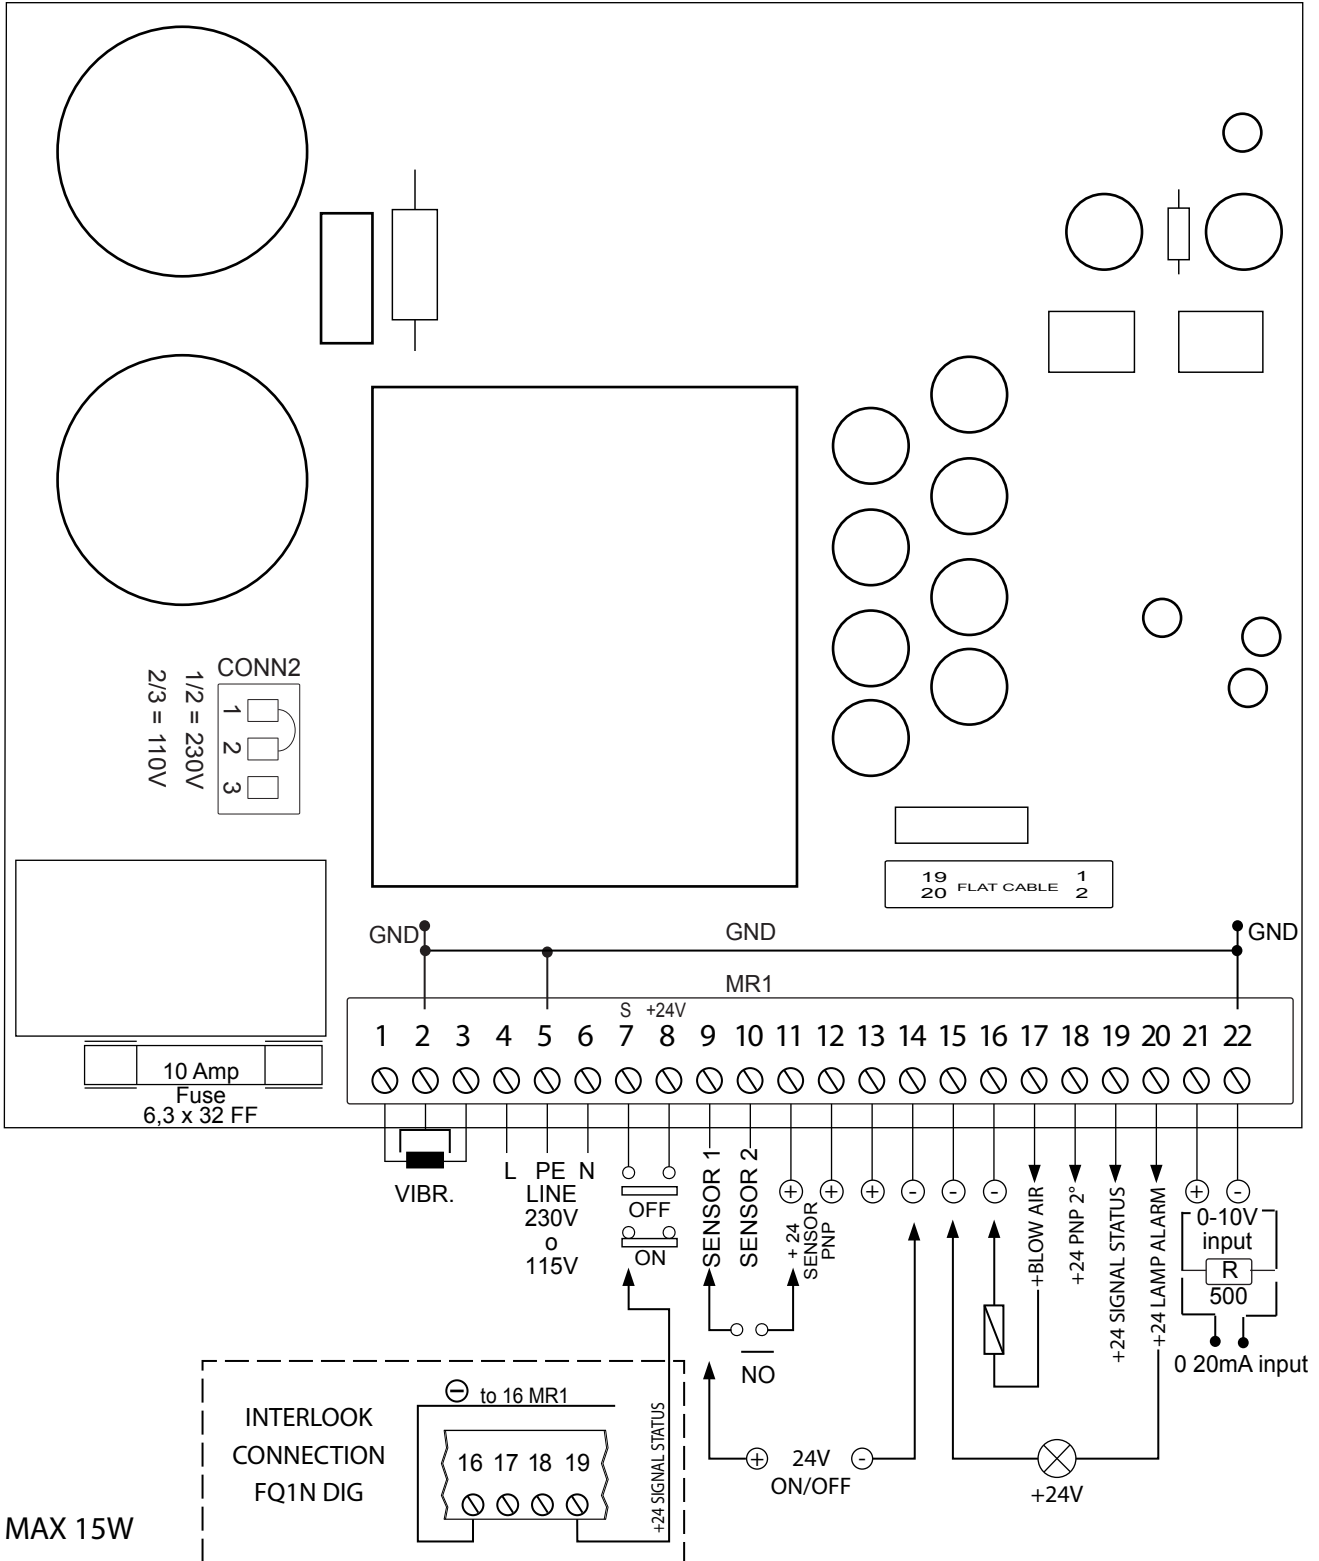 CONN2
1
2
3
1/2 = 230V
2/3 = 110V
19 FLAT CABLE 1
20 2
GND
GND
GND
MR1
S +24V
1 2 3 4 5 6 7 8 9 10 11 12 13 14 15 16 17 18 19 20 21 22
10 Amp
Fuse
6,3 x 32 FF
VIBR.
L PE N
LINE
230V
o
115V
OFF
ON
SENSOR 1
SENSOR 2
+ + + - - - + -
+ 24
SENSOR
PNP
+BLOW AIR
+24 PNP 2°
+24 SIGNAL STATUS
+24 LAMP ALARM
0-10V
input
R
500
0 20mA input
NO
+ 24V -
ON/OFF
+24V
INTERLOOK
CONNECTION
FQ1N DIG
- to 16 MR1
16 17 18 19
+24 SIGNAL STATUS
MAX 15W